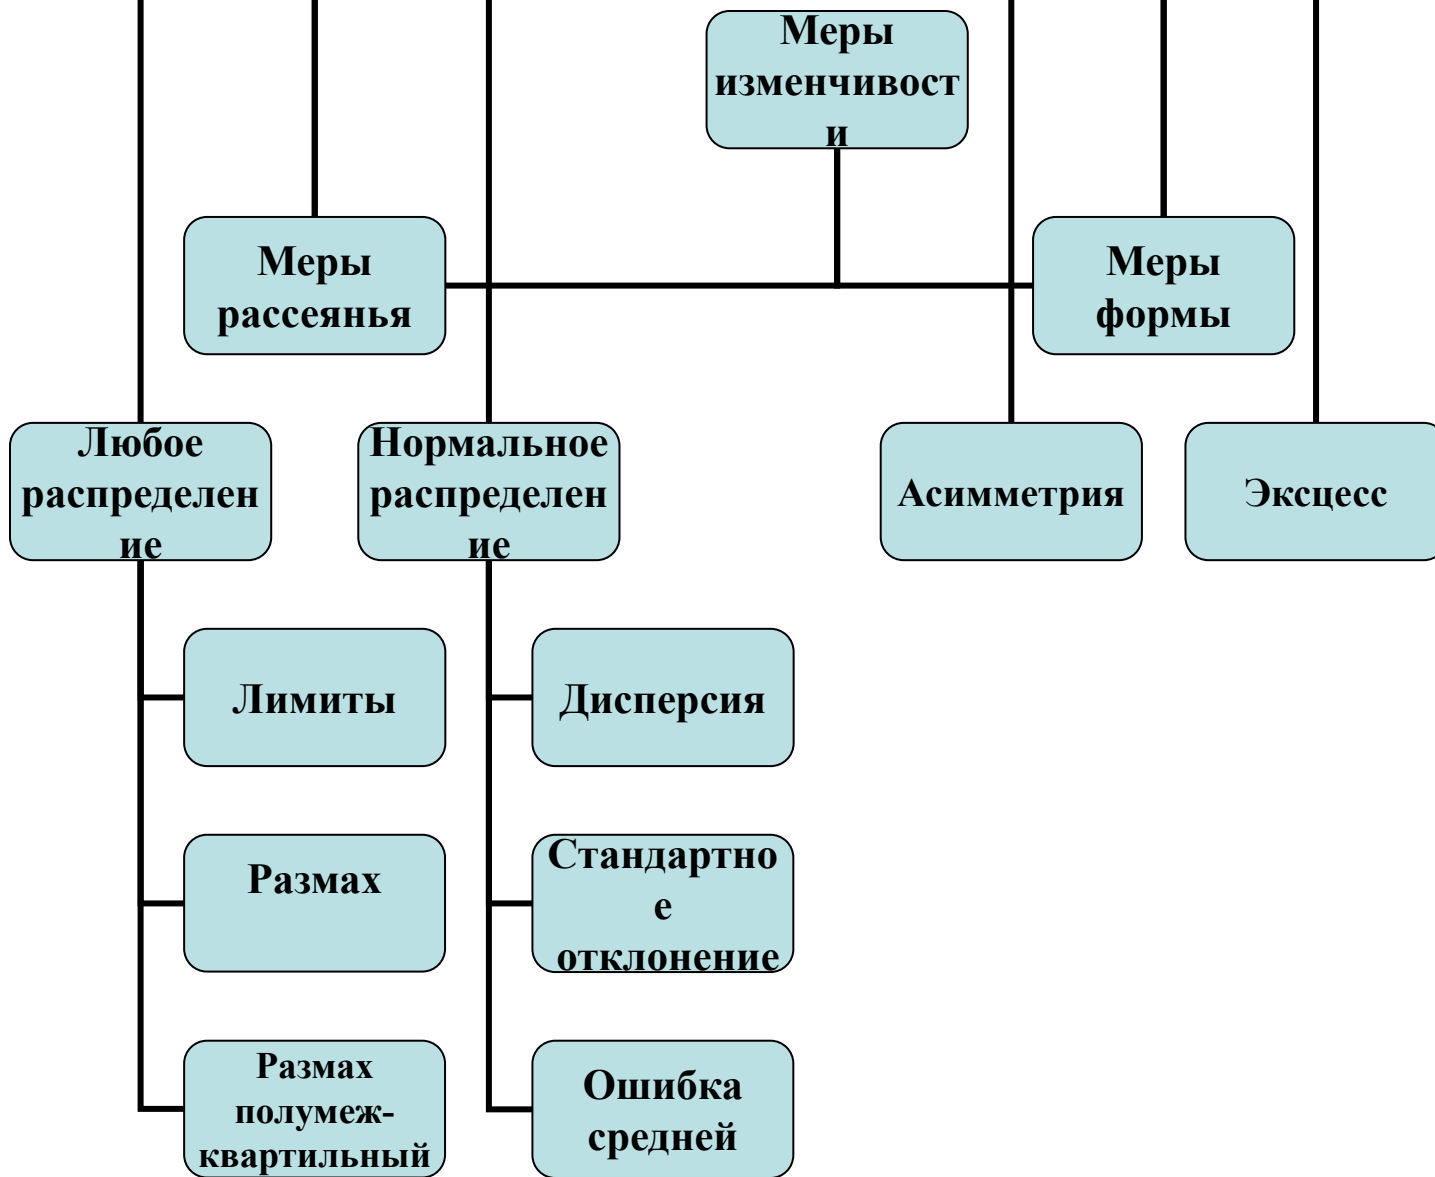 Меры
изменчивост
и
Меры
рассеянья
Меры
формы
Любое
распределен
ие
Нормальное
распределен
ие
Асимметрия
Эксцесс
Лимиты
Дисперсия
Размах
Стандартно
е
отклонение
Размах
полумеж-
квартильный
Ошибка
средней